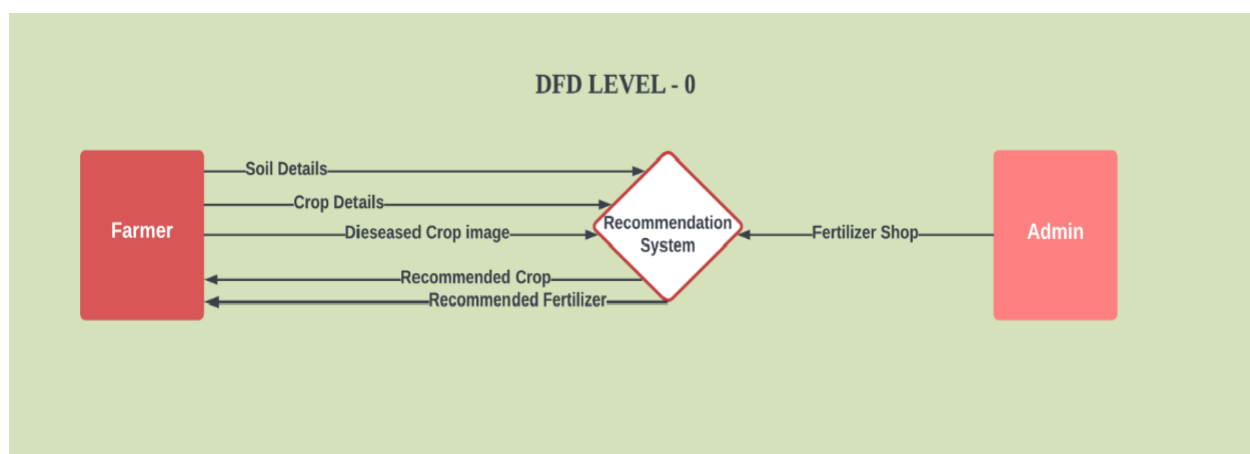 DFD LEVEL - 0
Soil Details
Crop Details
Farmer
Dieseased Crop image
Recommendation
System
Fertilizer Shop
Admin
Recommended Crop
Recommended Fertilizer